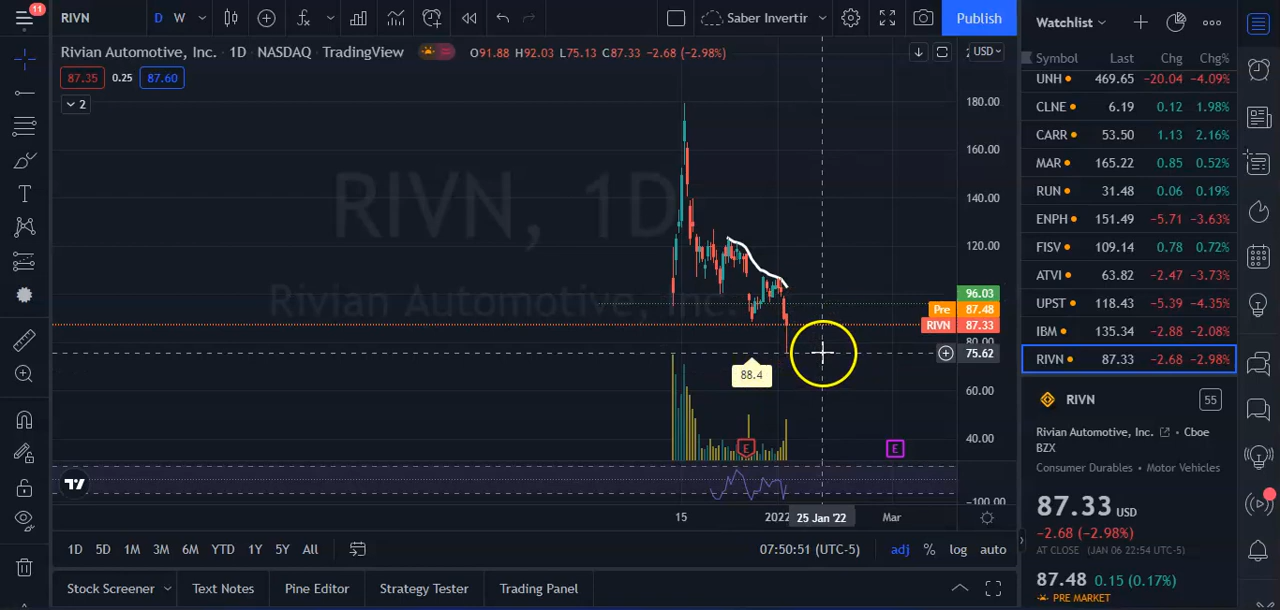 11
RIVN
D W
Saber Invertir
Publish
Rivian Automotive, Inc. · 1D · NASDAQ · TradingView
O91.88 H92.03 L75.13 C87.33 −2.68 (−2.98%)
USD
87.35 0.25 87.60
2
RIVN, 1D
Rivian Automotive, Inc.
180.00
160.00
140.00
120.00
96.03
Pre 87.48
RIVN 87.33
80.00
75.62
60.00
40.00
88.4
E
E
−100.00
15 2022 25 Jan '22 Mar
1D 5D 1M 3M 6M YTD 1Y 5Y All
07:50:51 (UTC-5)
adj % log auto
Stock Screener Text Notes Pine Editor Strategy Tester Trading Panel
Watchlist
Symbol Last Chg Chg%
UNH 469.65 −20.04 −4.09%
CLNE 6.19 0.12 1.98%
CARR 53.50 1.13 2.16%
MAR 165.22 0.85 0.52%
RUN 31.48 0.06 0.19%
ENPH 151.49 −5.71 −3.63%
FISV 109.14 0.78 0.72%
ATVI 63.82 −2.47 −3.73%
UPST 118.43 −5.39 −4.35%
IBM 135.34 −2.88 −2.08%
RIVN 87.33 −2.68 −2.98%
RIVN 55
Rivian Automotive, Inc. · Cboe
BZX
Consumer Durables · Motor Vehicles
87.33 USD
−2.68 (−2.98%)
AT CLOSE (JAN 06 22:54 UTC-5)
87.48 0.15 (0.17%)
PRE MARKET